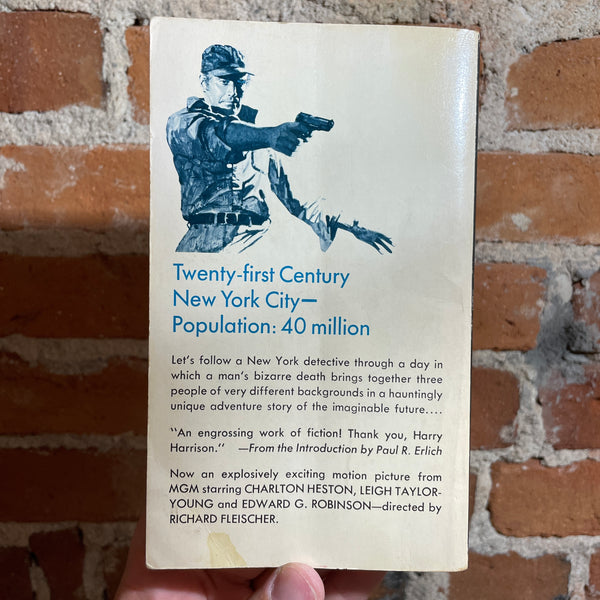 Twenty-first Century
New York City—
Population: 40 million
Let's follow a New York detective through a day in
which a man's bizarre death brings together three
people of very different backgrounds in a hauntingly
unique adventure story of the imaginable future....
"An engrossing work of fiction! Thank you, Harry
Harrison." —From the Introduction by Paul R. Erlich
Now an explosively exciting motion picture from
MGM starring CHARLTON HESTON, LEIGH TAYLOR-
YOUNG and EDWARD G. ROBINSON—directed by
RICHARD FLEISCHER.